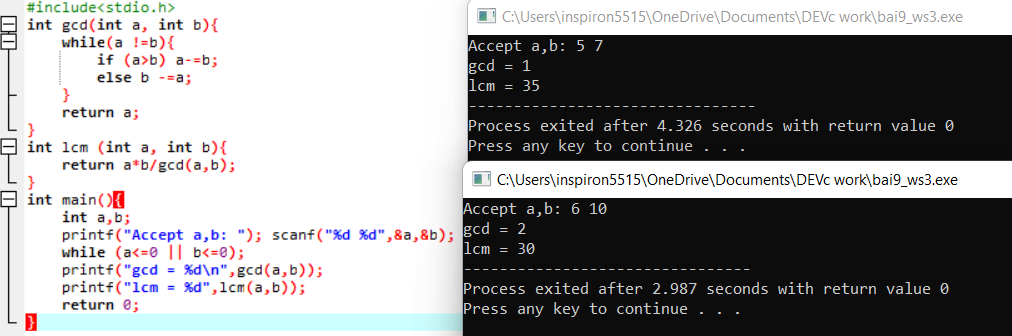 #include<stdio.h>
int gcd(int a, int b){
    while(a !=b){
        if (a>b) a-=b;
        else b -=a;
    }
    return a;
}
int lcm (int a, int b){
    return a*b/gcd(a,b);
}
int main(){
    int a,b;
    printf("Accept a,b: "); scanf("%d %d",&a,&b);
    while (a<=0 || b<=0);
    printf("gcd = %d\n",gcd(a,b));
    printf("lcm = %d",lcm(a,b));
    return 0;
}
C:\Users\inspiron5515\OneDrive\Documents\DEVc work\bai9_ws3.exe
Accept a,b: 5 7
gcd = 1
lcm = 35
--------------------------------
Process exited after 4.326 seconds with return value 0
Press any key to continue . . .
C:\Users\inspiron5515\OneDrive\Documents\DEVc work\bai9_ws3.exe
Accept a,b: 6 10
gcd = 2
lcm = 30
--------------------------------
Process exited after 2.987 seconds with return value 0
Press any key to continue . . .